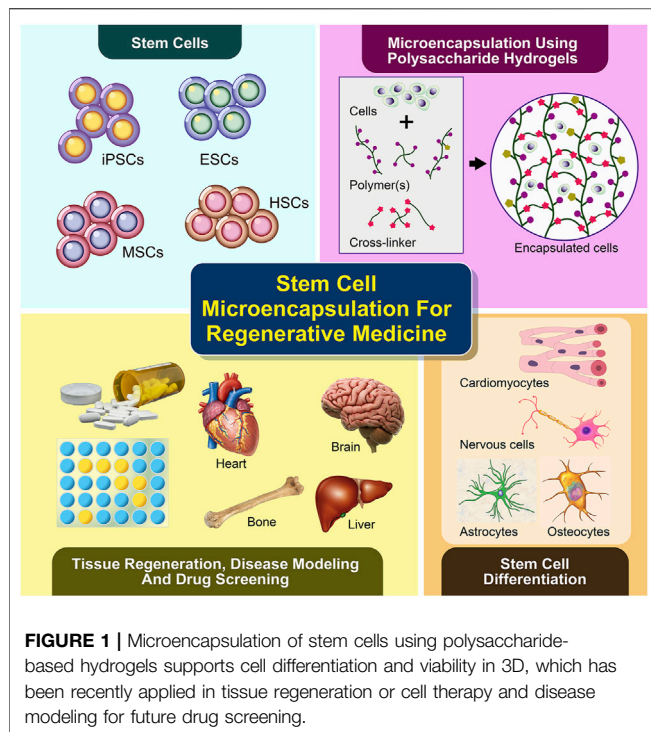 Stem Cells
iPSCs
ESCs
MSCs
HSCs
Microencapsulation Using
Polysaccharide Hydrogels
Cells
+
Polymer(s)
Cross-linker
Encapsulated cells
Stem Cell
Microencapsulation For
Regenerative Medicine
Heart
Brain
Bone
Liver
Tissue Regeneration, Disease Modeling
And Drug Screening
Cardiomyocytes
Nervous cells
Astrocytes
Osteocytes
Stem Cell
Differentiation
FIGURE 1 | Microencapsulation of stem cells using polysaccharide-
based hydrogels supports cell differentiation and viability in 3D, which has
been recently applied in tissue regeneration or cell therapy and disease
modeling for future drug screening.